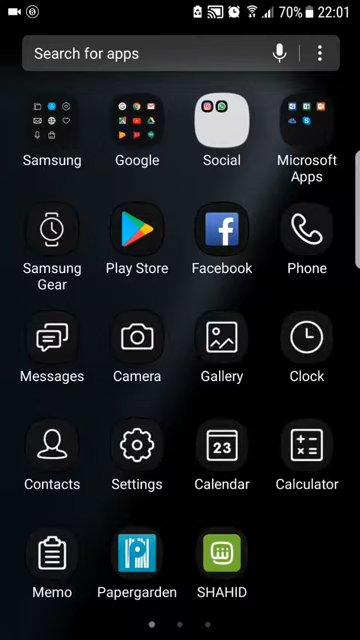 70% 22:01
Search for apps
Samsung Google Social Microsoft Apps
Samsung Gear Play Store Facebook Phone
Messages Camera Gallery Clock
23
Contacts Settings Calendar Calculator
Memo Papergarden SHAHID